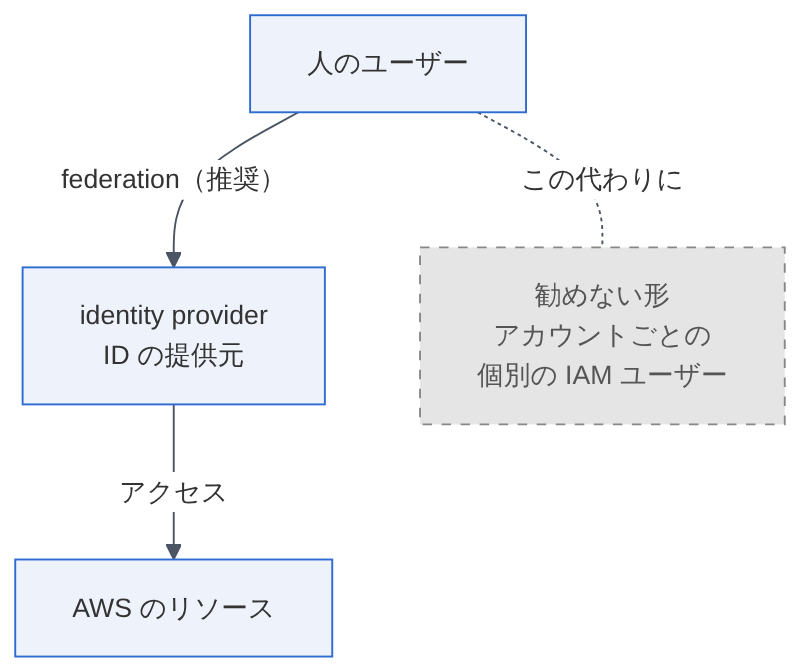 人のユーザー
federation（推奨）
この代わりに
identity provider
ID の提供元
勧めない形
アカウントごとの
個別の IAM ユーザー
アクセス
AWS のリソース